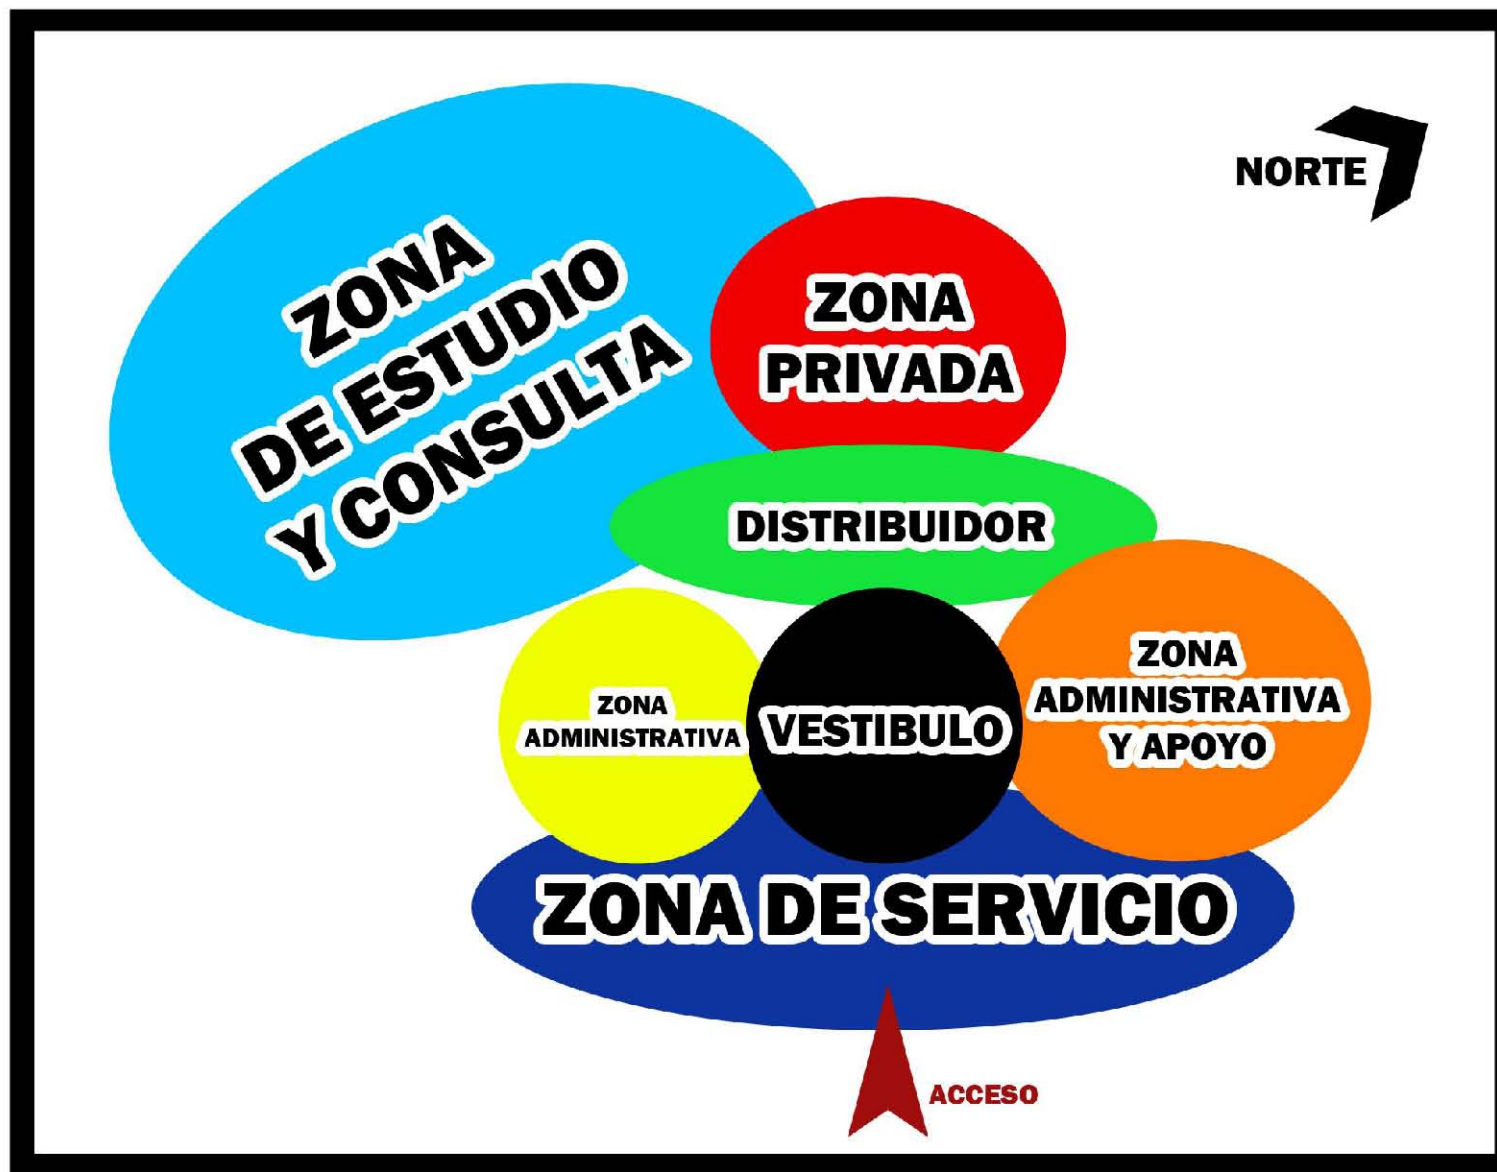 ZONA
DE ESTUDIO
Y CONSULTA
NORTE
ZONA
PRIVADA
DISTRIBUIDOR
ZONA
ADMINISTRATIVA
VESTIBULO
ZONA
ADMINISTRATIVA
Y APOYO
ZONA DE SERVICIO
ACCESO